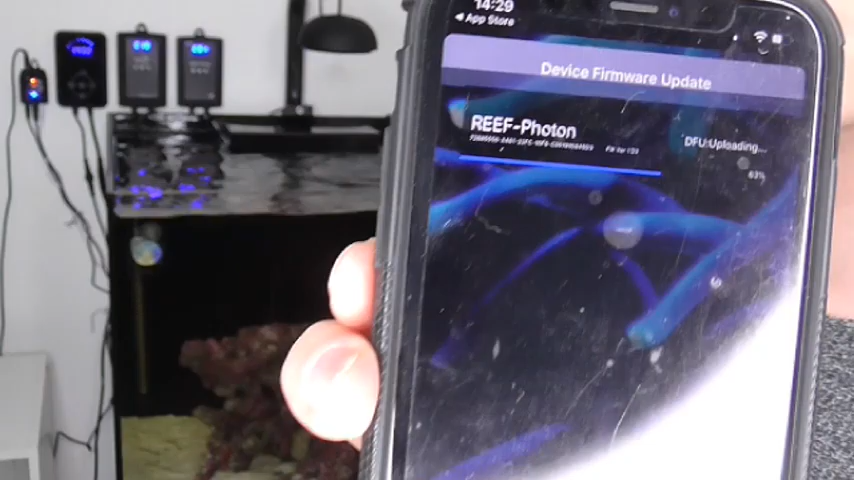 14:29
App Store
Device Firmware Update
REEF-Photon
DFU:Uploading...
63%